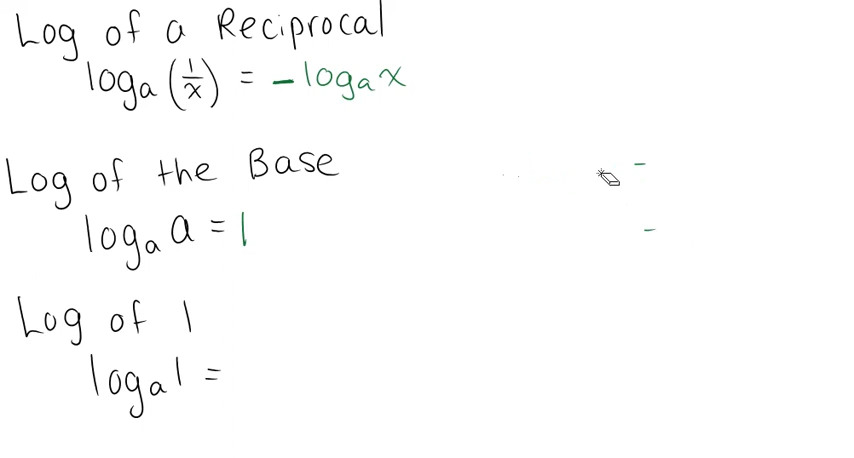 Log of a Reciprocal
logₐ(1/x) = -logₐx
Log of the Base
logₐa = 1
Log of 1
logₐ1 =